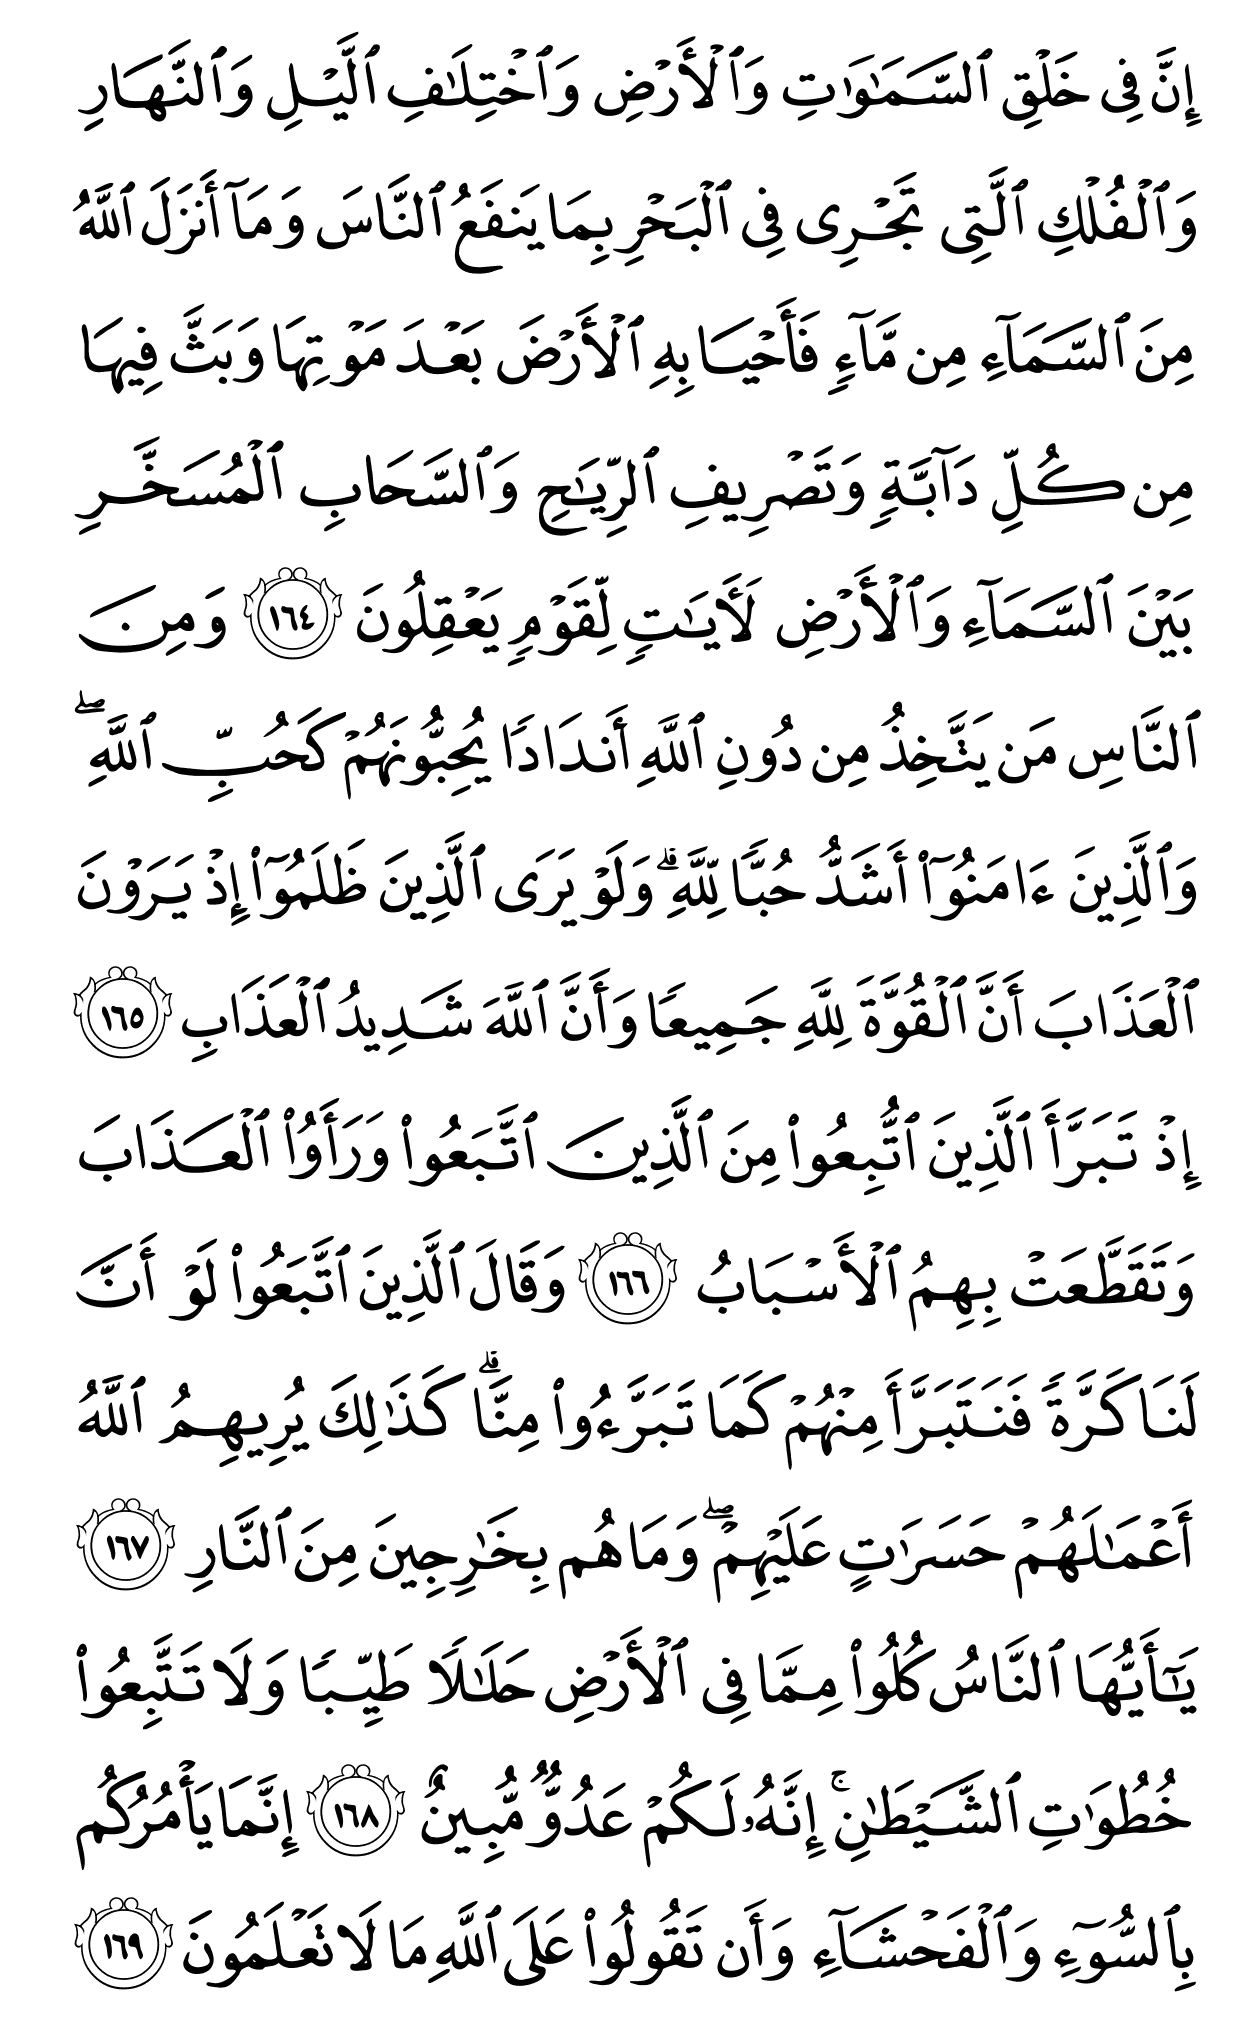 إِنَّ فِى خَلْقِ ٱلسَّمَـٰوَٰتِ وَٱلْأَرْضِ وَٱخْتِلَـٰفِ ٱلَّيْلِ وَٱلنَّهَارِ
وَٱلْفُلْكِ ٱلَّتِى تَجْرِى فِى ٱلْبَحْرِ بِمَا يَنفَعُ ٱلنَّاسَ وَمَآ أَنزَلَ ٱللَّهُ
مِنَ ٱلسَّمَآءِ مِن مَّآءٍ فَأَحْيَا بِهِ ٱلْأَرْضَ بَعْدَ مَوْتِهَا وَبَثَّ فِيهَا
مِن كُلِّ دَآبَّةٍ وَتَصْرِيفِ ٱلرِّيَـٰحِ وَٱلسَّحَابِ ٱلْمُسَخَّرِ
بَيْنَ ٱلسَّمَآءِ وَٱلْأَرْضِ لَـَٔايَـٰتٍ لِّقَوْمٍ يَعْقِلُونَ ١٦٤ وَمِنَ
ٱلنَّاسِ مَن يَتَّخِذُ مِن دُونِ ٱللَّهِ أَندَادًا يُحِبُّونَهُمْ كَحُبِّ ٱللَّهِ ۖ
وَٱلَّذِينَ ءَامَنُوٓا۟ أَشَدُّ حُبًّا لِّلَّهِ ۗ وَلَوْ يَرَى ٱلَّذِينَ ظَلَمُوٓا۟ إِذْ يَرَوْنَ
ٱلْعَذَابَ أَنَّ ٱلْقُوَّةَ لِلَّهِ جَمِيعًا وَأَنَّ ٱللَّهَ شَدِيدُ ٱلْعَذَابِ ١٦٥
إِذْ تَبَرَّأَ ٱلَّذِينَ ٱتُّبِعُوا۟ مِنَ ٱلَّذِينَ ٱتَّبَعُوا۟ وَرَأَوُا۟ ٱلْعَذَابَ
وَتَقَطَّعَتْ بِهِمُ ٱلْأَسْبَابُ ١٦٦ وَقَالَ ٱلَّذِينَ ٱتَّبَعُوا۟ لَوْ أَنَّ
لَنَا كَرَّةً فَنَتَبَرَّأَ مِنْهُمْ كَمَا تَبَرَّءُوا۟ مِنَّا ۗ كَذَٰلِكَ يُرِيهِمُ ٱللَّهُ
أَعْمَـٰلَهُمْ حَسَرَٰتٍ عَلَيْهِمْ ۖ وَمَا هُم بِخَـٰرِجِينَ مِنَ ٱلنَّارِ ١٦٧
يَـٰٓأَيُّهَا ٱلنَّاسُ كُلُوا۟ مِمَّا فِى ٱلْأَرْضِ حَلَـٰلًا طَيِّبًا وَلَا تَتَّبِعُوا۟
خُطُوَٰتِ ٱلشَّيْطَـٰنِ ۚ إِنَّهُۥ لَكُمْ عَدُوٌّ مُّبِينٌ ١٦٨ إِنَّمَا يَأْمُرُكُم
بِٱلسُّوٓءِ وَٱلْفَحْشَآءِ وَأَن تَقُولُوا۟ عَلَى ٱللَّهِ مَا لَا تَعْلَمُونَ ١٦٩